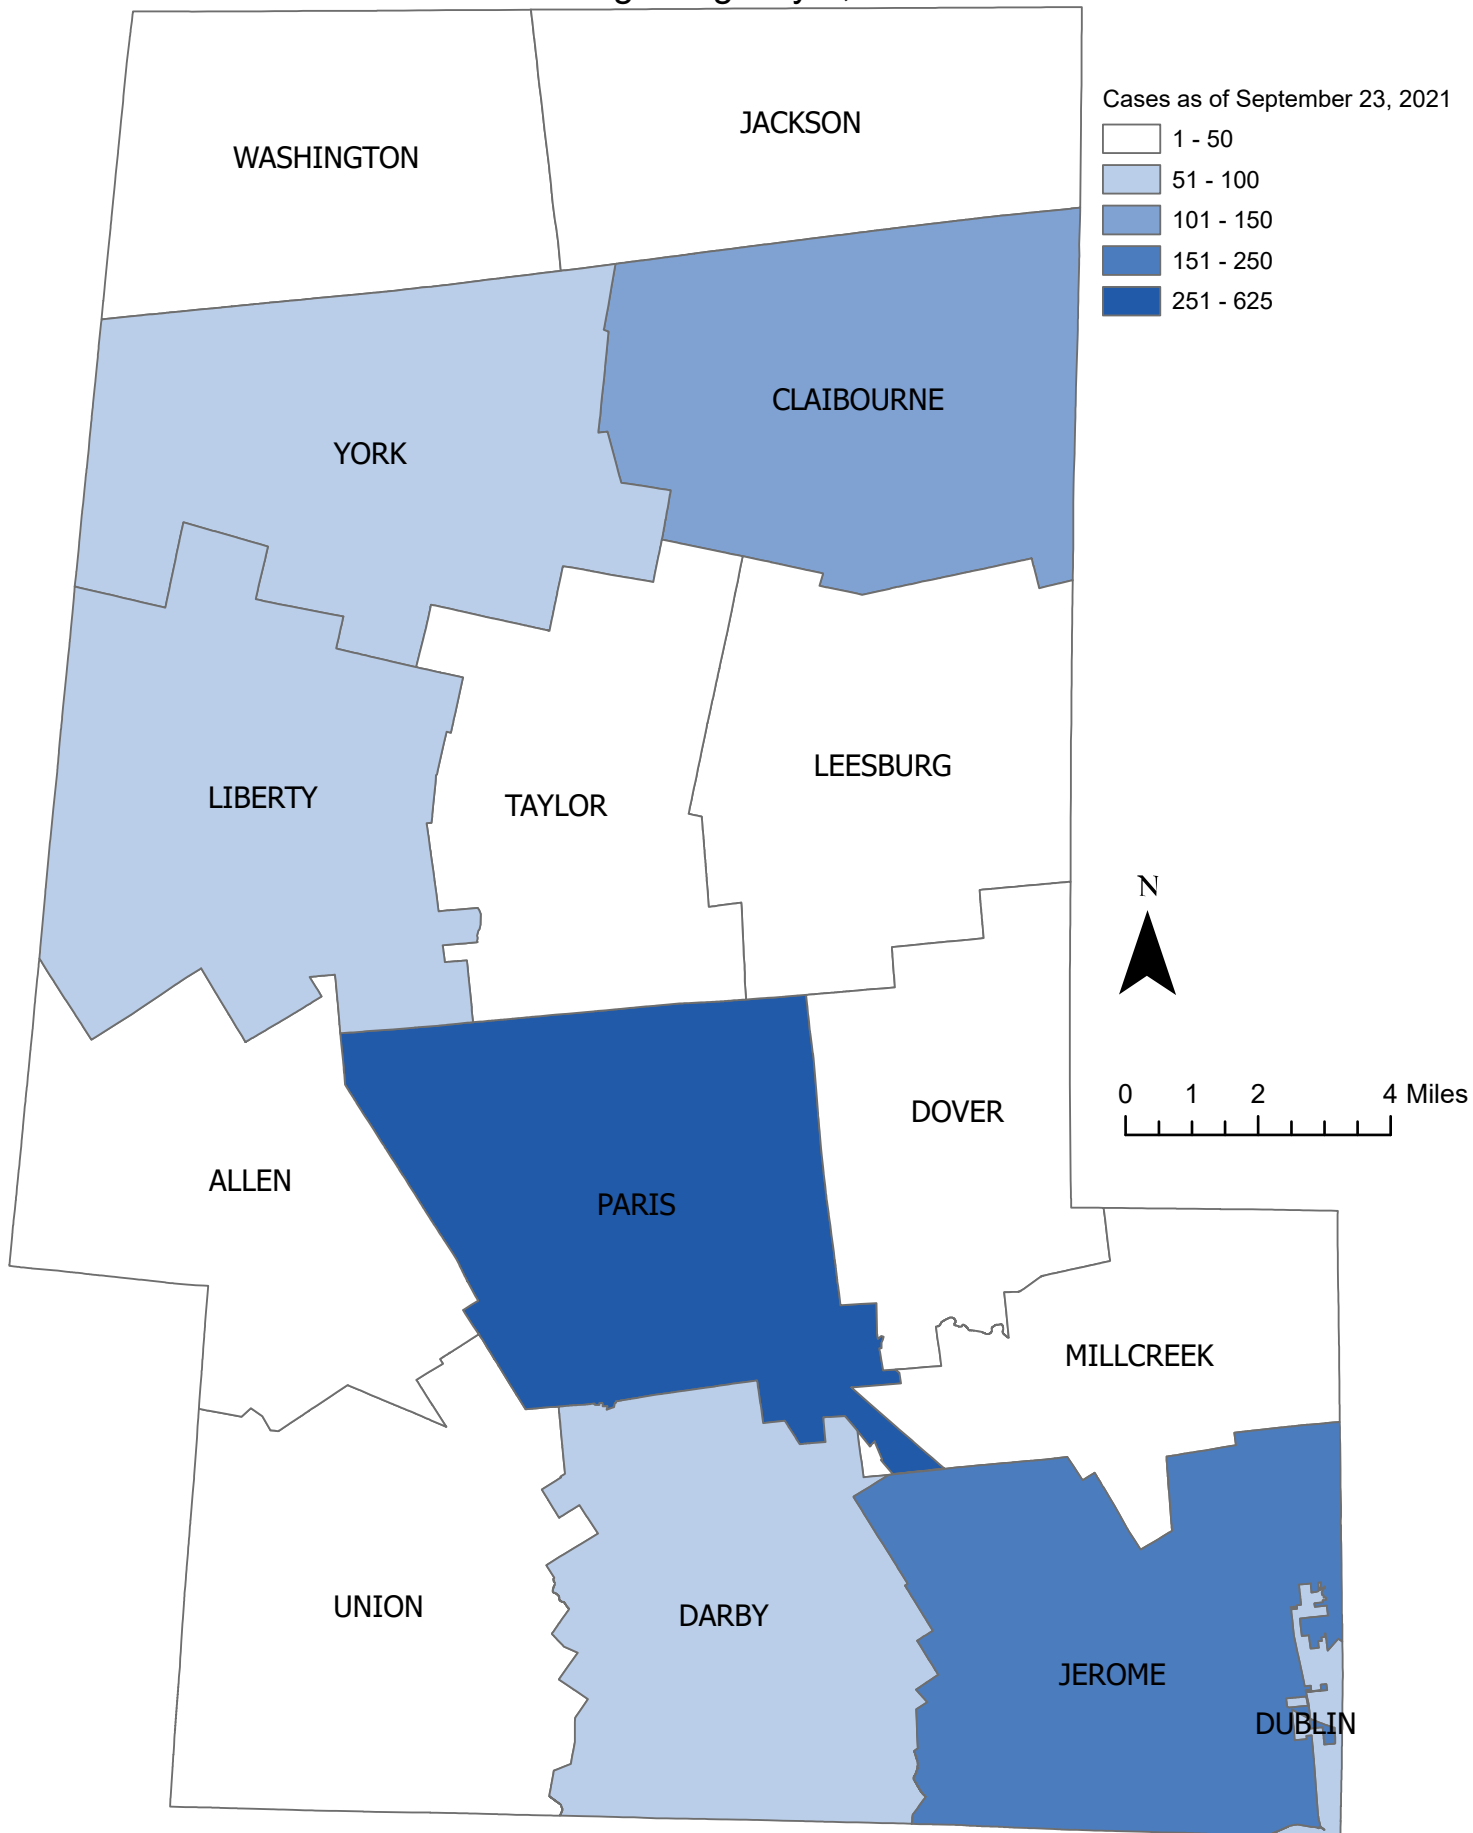 WASHINGTON
JACKSON
Cases as of September 23, 2021
1 - 50
51 - 100
101 - 150
151 - 250
251 - 625
CLAIBOURNE
YORK
LEESBURG
LIBERTY
TAYLOR
N
0 1 2 4 Miles
DOVER
ALLEN
PARIS
MILLCREEK
UNION
DARBY
JEROME
DUBLIN